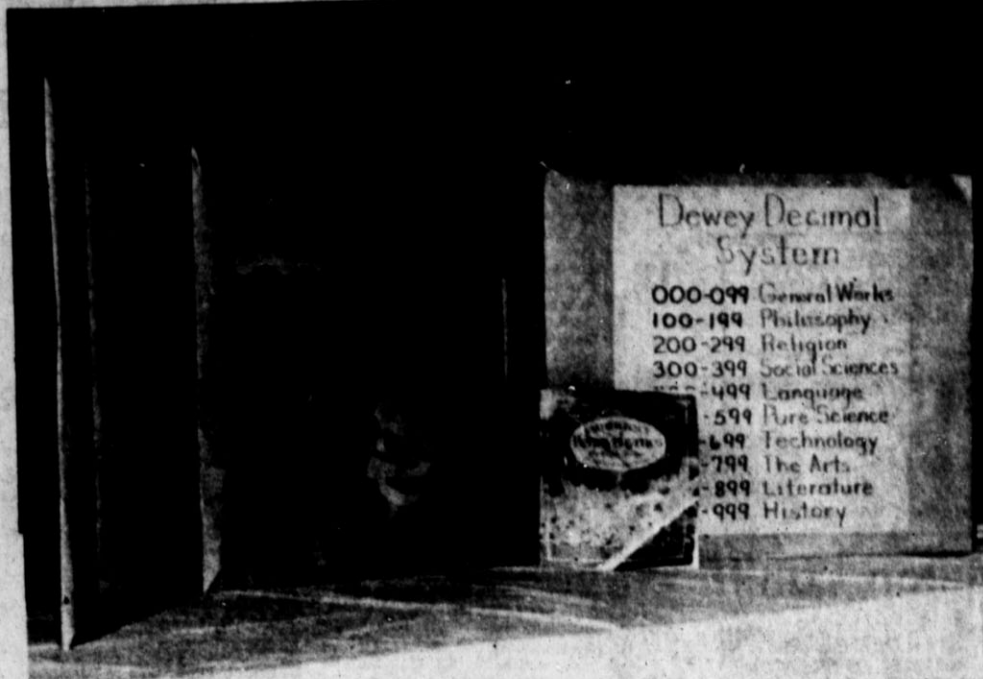 Dewey Decimal
System
000-099 General Works
100-199 Philosophy
200-299 Religion
300-399 Social Sciences
-499 Language
-599 Pure Science
-699 Technology
-799 The Arts
-899 Literature
-999 History